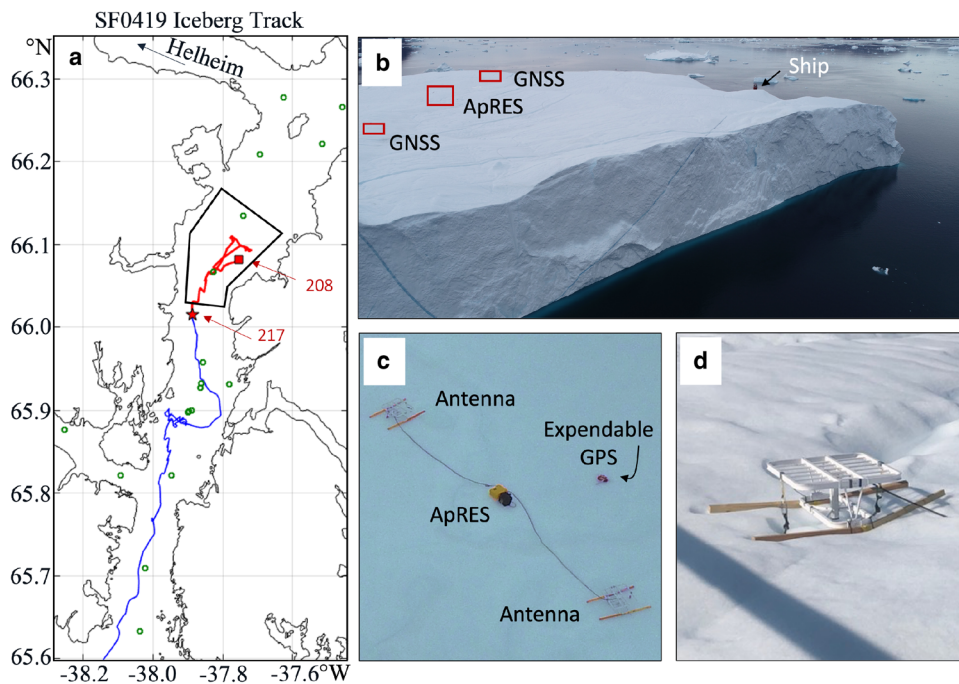 SF0419 Iceberg Track
°N
a
Helheim
66.3
66.2
66.1
66.0
65.9
65.8
65.7
65.6
208
217
-38.2 -38.0 -37.8 -37.6°W
b
GNSS
ApRES
GNSS
Ship
c
Antenna
Expendable
GPS
ApRES
Antenna
d